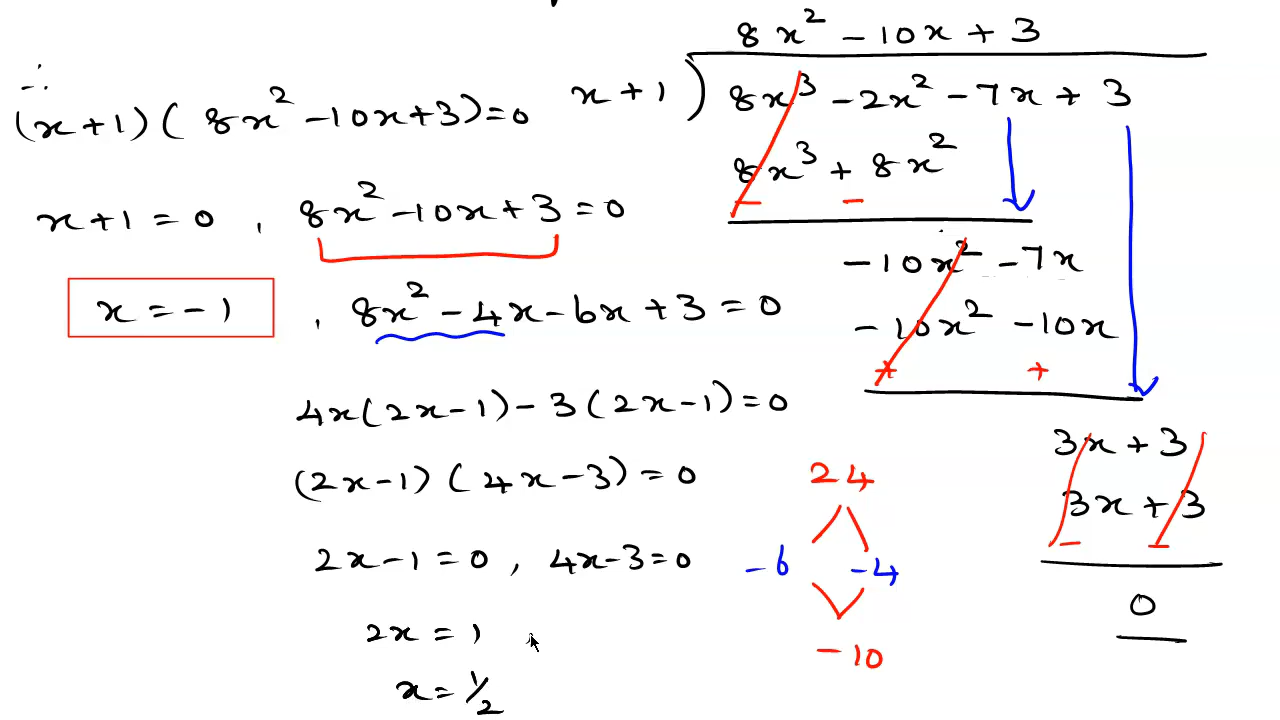 ∴
(x+1)(8x² -10x+3)=0
x+1=0 , 8x² -10x+3=0
x=-1 , 8x² -4x-6x+3=0
4x(2x-1)-3(2x-1)=0
(2x-1)(4x-3)=0
2x-1=0 , 4x-3=0
2x=1
x=1/2
8x² -10x+3
x+1) 8x³ -2x² -7x+3
8x³ + 8x²
- -
-10x² -7x
-10x² -10x
+ +
3x+3
3x+3
- -
0
24
-6 -4
-10